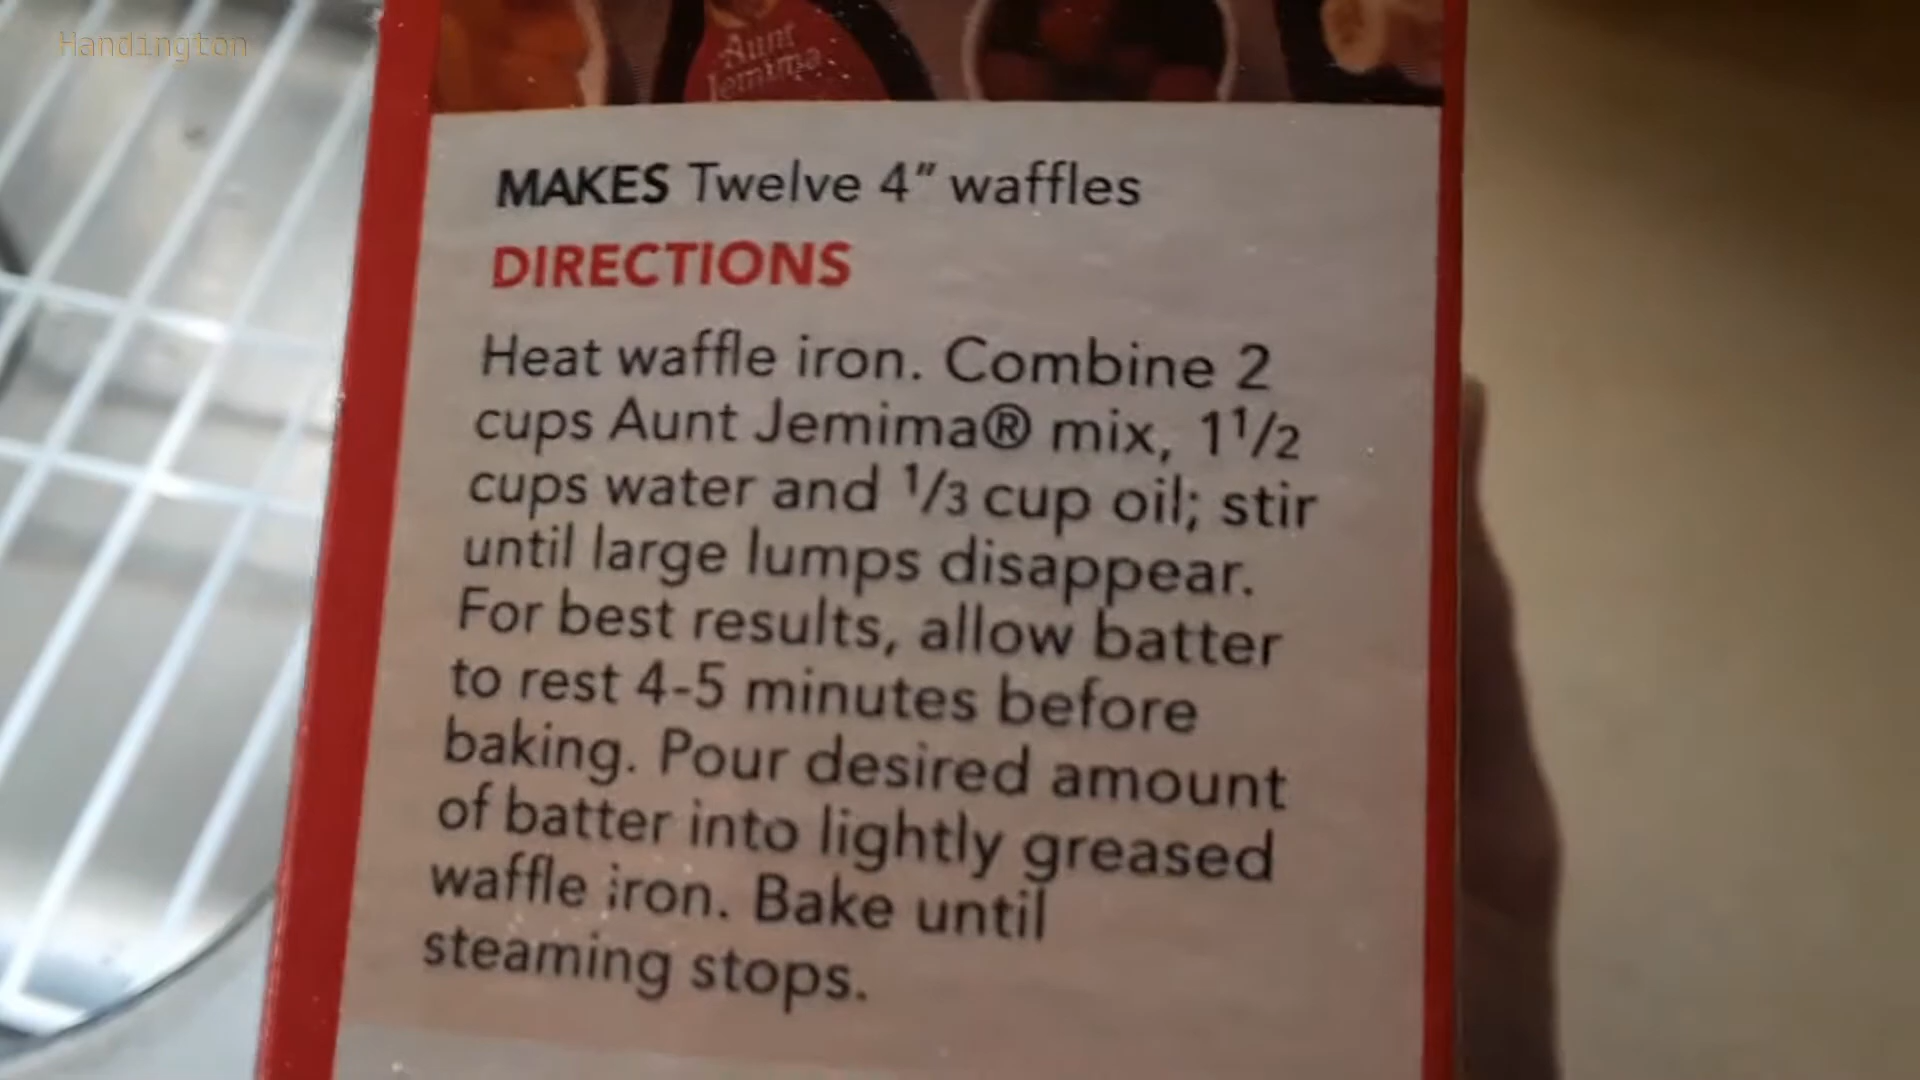 Handington
Aunt
Jemima
MAKES Twelve 4" waffles
DIRECTIONS
Heat waffle iron. Combine 2
cups Aunt Jemima® mix, 1 1/2
cups water and 1/3 cup oil; stir
until large lumps disappear.
For best results, allow batter
to rest 4-5 minutes before
baking. Pour desired amount
of batter into lightly greased
waffle iron. Bake until
steaming stops.